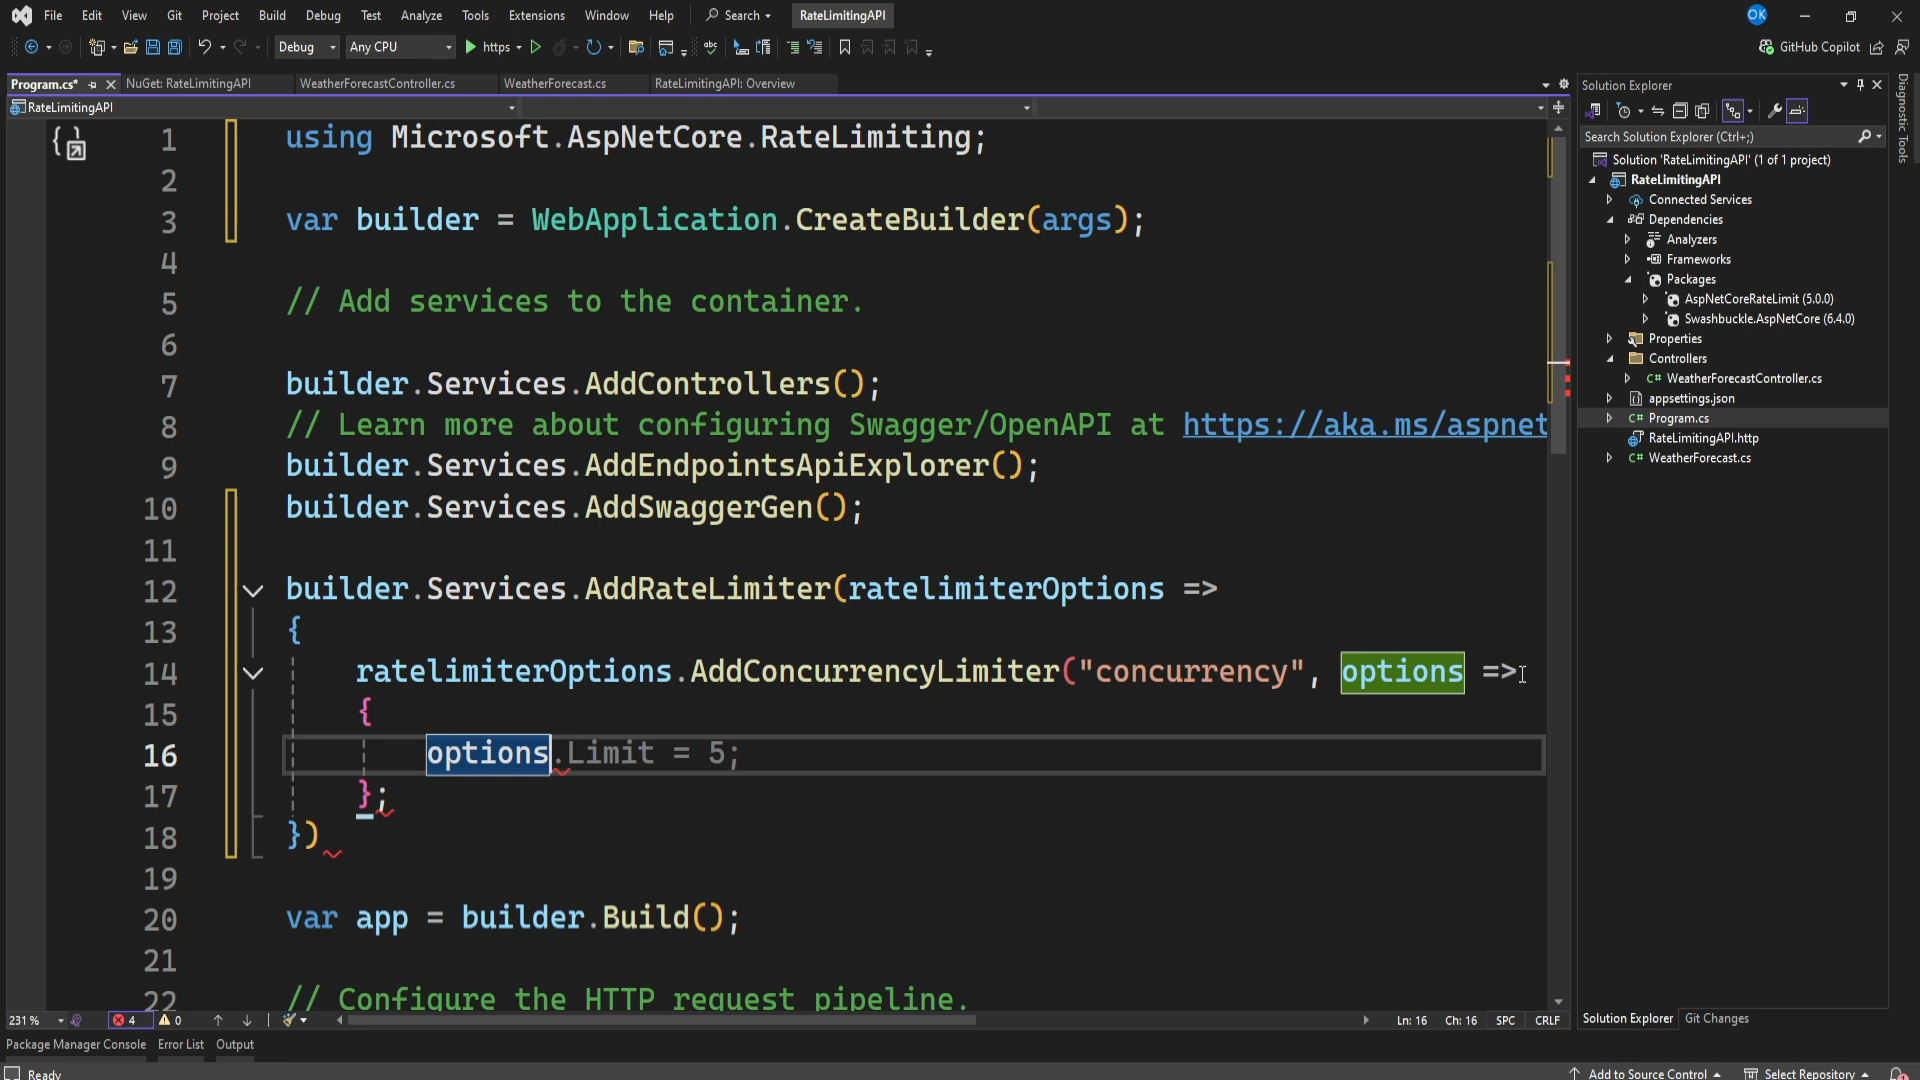 File Edit View Git Project Build Debug Test Analyze Tools Extensions Window Help Search RateLimitingAPI OK
Debug Any CPU https abc GitHub Copilot
Program.cs* NuGet: RateLimitingAPI WeatherForecastController.cs WeatherForecast.cs RateLimitingAPI: Overview
RateLimitingAPI
1 using Microsoft.AspNetCore.RateLimiting;
2
3 var builder = WebApplication.CreateBuilder(args);
4
5 // Add services to the container.
6
7 builder.Services.AddControllers();
8 // Learn more about configuring Swagger/OpenAPI at https://aka.ms/aspnet
9 builder.Services.AddEndpointsApiExplorer();
10 builder.Services.AddSwaggerGen();
11
12 builder.Services.AddRateLimiter(ratelimiterOptions =>
13 {
14 ratelimiterOptions.AddConcurrencyLimiter("concurrency", options =>
15 {
16 options.Limit = 5;
17 };
18 })
19
20 var app = builder.Build();
21
22 // Configure the HTTP request pipeline.
231 % 4 0 Ln: 16 Ch: 16 SPC CRLF
Package Manager Console Error List Output
Ready Add to Source Control Select Repository
Solution Explorer
Search Solution Explorer (Ctrl+;)
Solution 'RateLimitingAPI' (1 of 1 project)
RateLimitingAPI
Connected Services
Dependencies
Analyzers
Frameworks
Packages
AspNetCoreRateLimit (5.0.0)
Swashbuckle.AspNetCore (6.4.0)
Properties
Controllers
C# WeatherForecastController.cs
appsettings.json
C# Program.cs
RateLimitingAPI.http
C# WeatherForecast.cs
Solution Explorer Git Changes
Diagnostic Tools